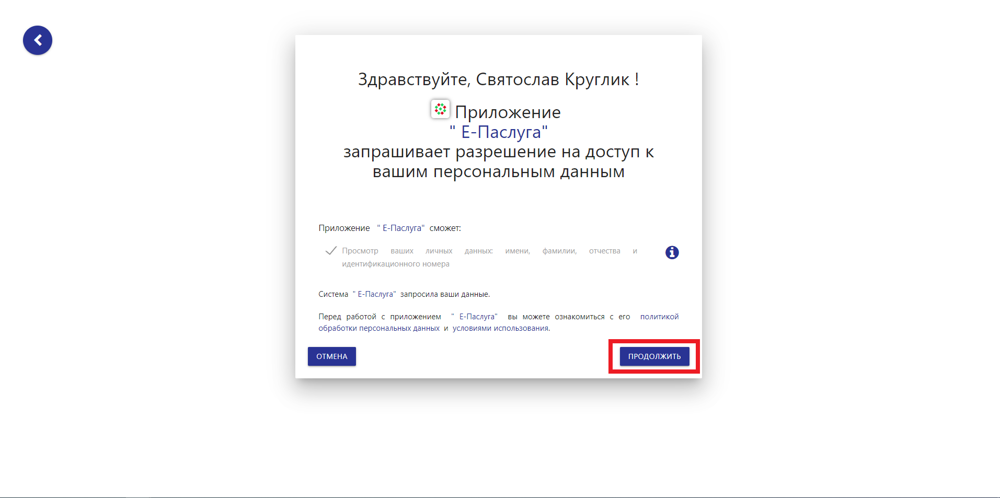 Здравствуйте, Святослав Круглик !
Приложение
" Е-Паслуга"
запрашивает разрешение на доступ к
вашим персональным данным
Приложение " Е-Паслуга" сможет:
Просмотр ваших личных данных: имени, фамилии, отчества и
идентификационного номера
Система " Е-Паслуга" запросила ваши данные.
Перед работой с приложением " Е-Паслуга" вы можете ознакомиться с его политикой
обработки персональных данных и условиями использования.
ОТМЕНА
ПРОДОЛЖИТЬ